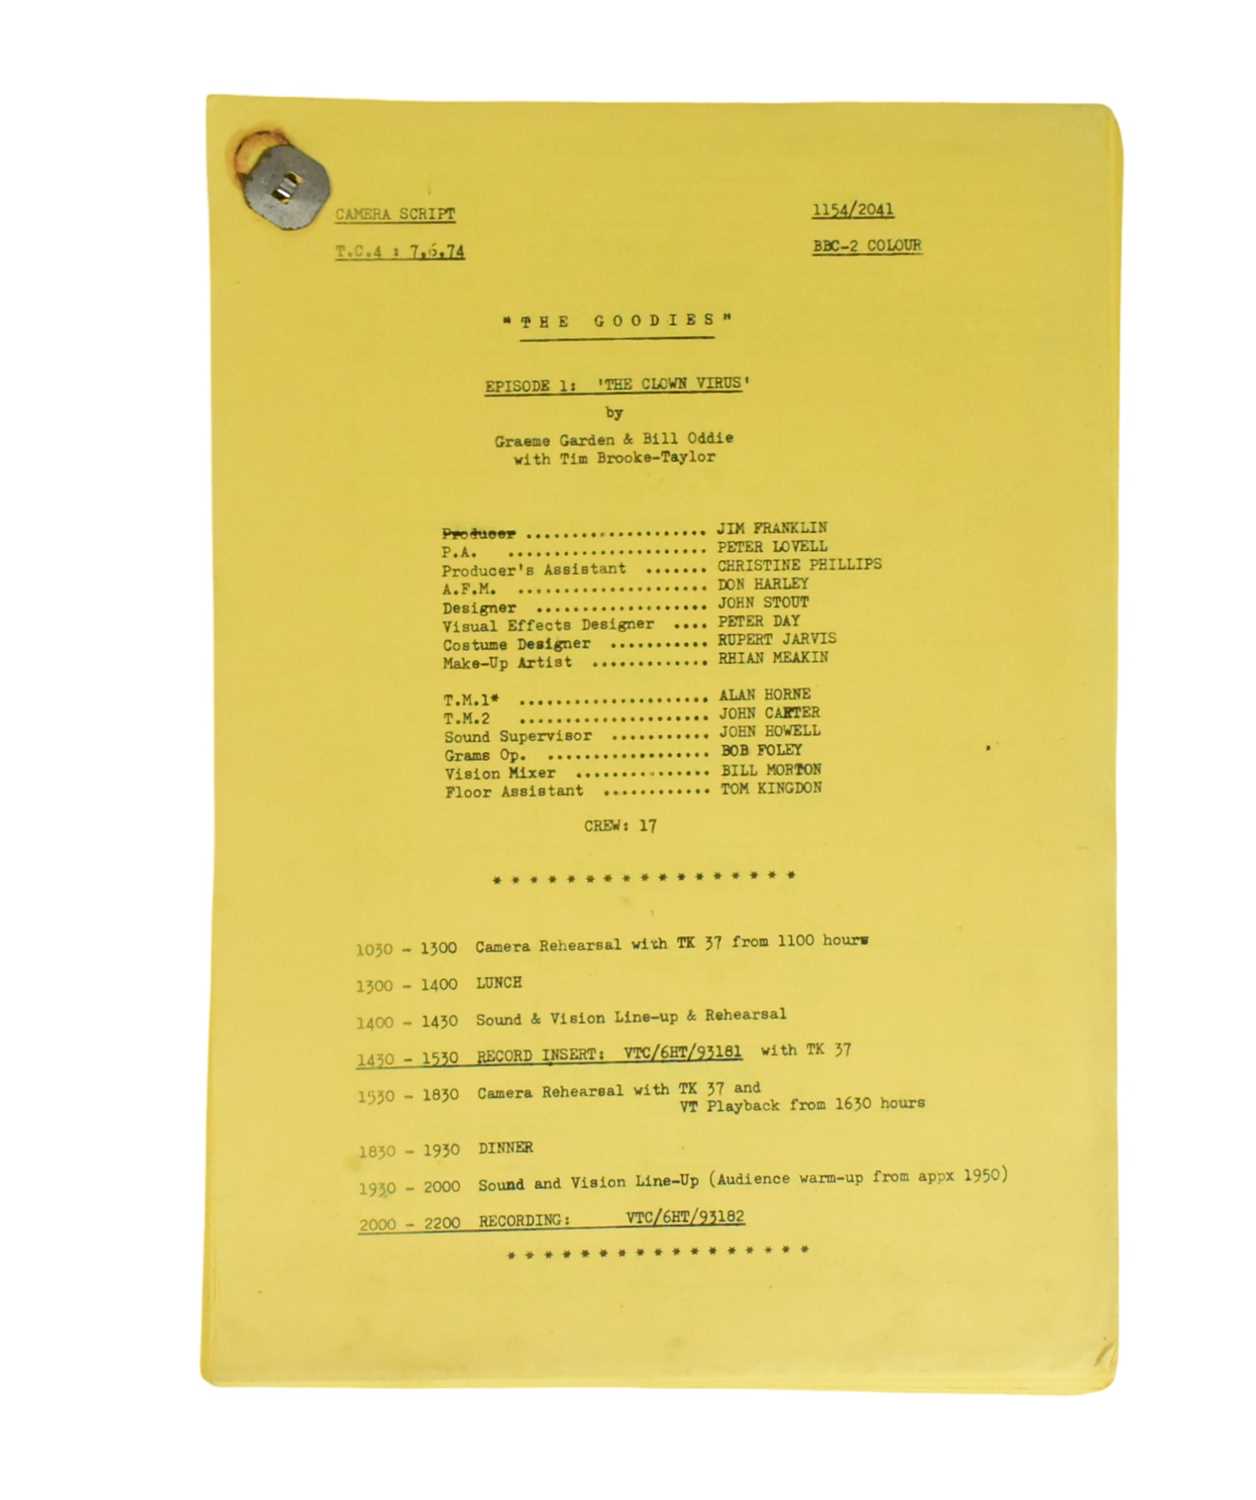 CAMERA SCRIPT 1154/2041
T.C.4 : 7.6.74 BBC-2 COLOUR
"THE GOODIES"
EPISODE 1: 'THE CLOWN VIRUS'
by
Graeme Garden & Bill Oddie
with Tim Brooke-Taylor
Producer .................... JIM FRANKLIN
P.A. ...................... PETER LOVELL
Producer's Assistant ....... CHRISTINE PHILLIPS
A.F.M. ..................... DON HARLEY
Designer ................... JOHN STOUT
Visual Effects Designer .... PETER DAY
Costume Designer ........... RUPERT JARVIS
Make-Up Artist ............. RHIAN MEAKIN
T.M.1* ..................... ALAN HORNE
T.M.2 ..................... JOHN CARTER
Sound Supervisor ........... JOHN HOWELL
Grams Op. .................. BOB FOLEY
Vision Mixer ............... BILL MORTON
Floor Assistant ............ TOM KINGDON
CREW: 17
* * * * * * * * * * * * * * * * *
1030 - 1300 Camera Rehearsal with TK 37 from 1100 hours
1300 - 1400 LUNCH
1400 - 1430 Sound & Vision Line-up & Rehearsal
1430 - 1530 RECORD INSERT: VTC/6HT/93181 with TK 37
1530 - 1830 Camera Rehearsal with TK 37 and
VT Playback from 1630 hours
1830 - 1930 DINNER
1930 - 2000 Sound and Vision Line-Up (Audience warm-up from appx 1950)
2000 - 2200 RECORDING: VTC/6HT/93182
* * * * * * * * * * * * * * * * *